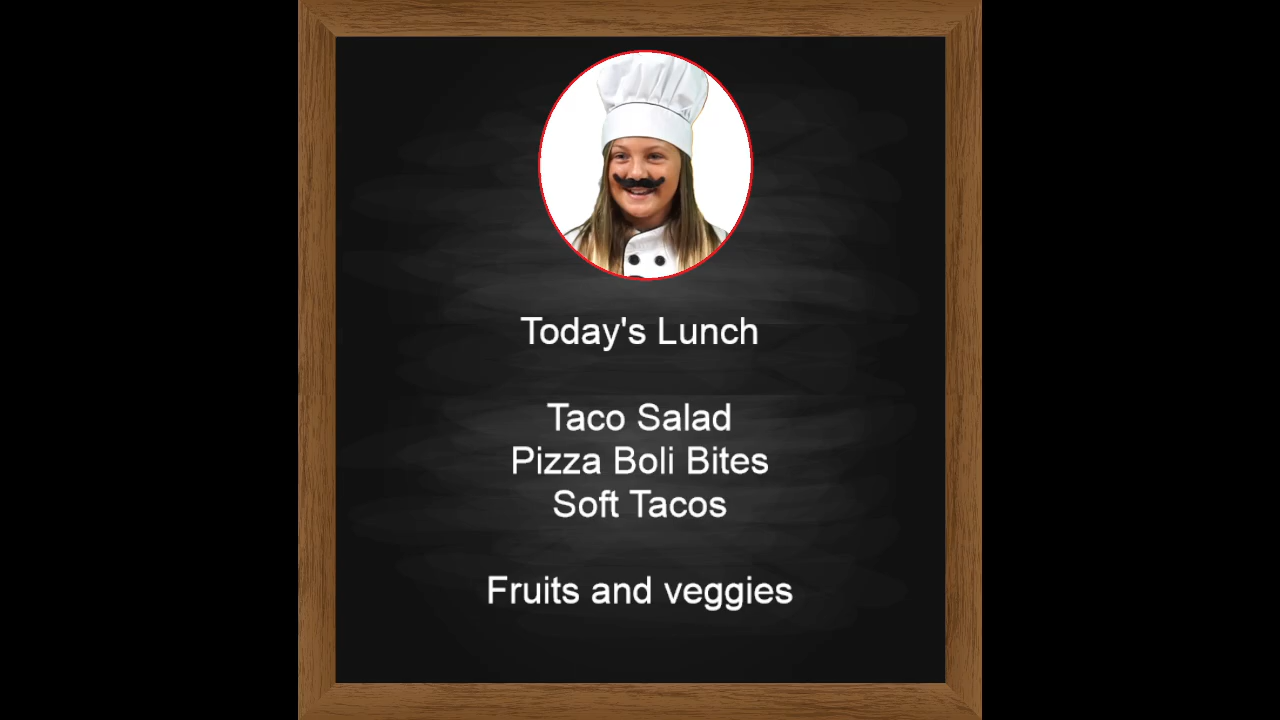 Today's Lunch
Taco Salad
Pizza Boli Bites
Soft Tacos
Fruits and veggies